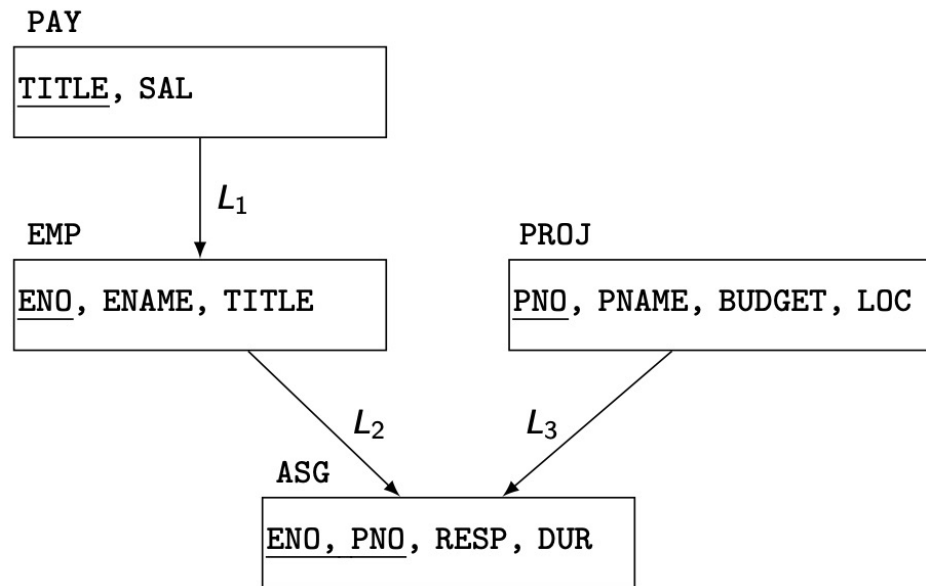 PAY
TITLE, SAL
L1
EMP
PROJ
ENO, ENAME, TITLE
PNO, PNAME, BUDGET, LOC
L2
L3
ASG
ENO, PNO, RESP, DUR